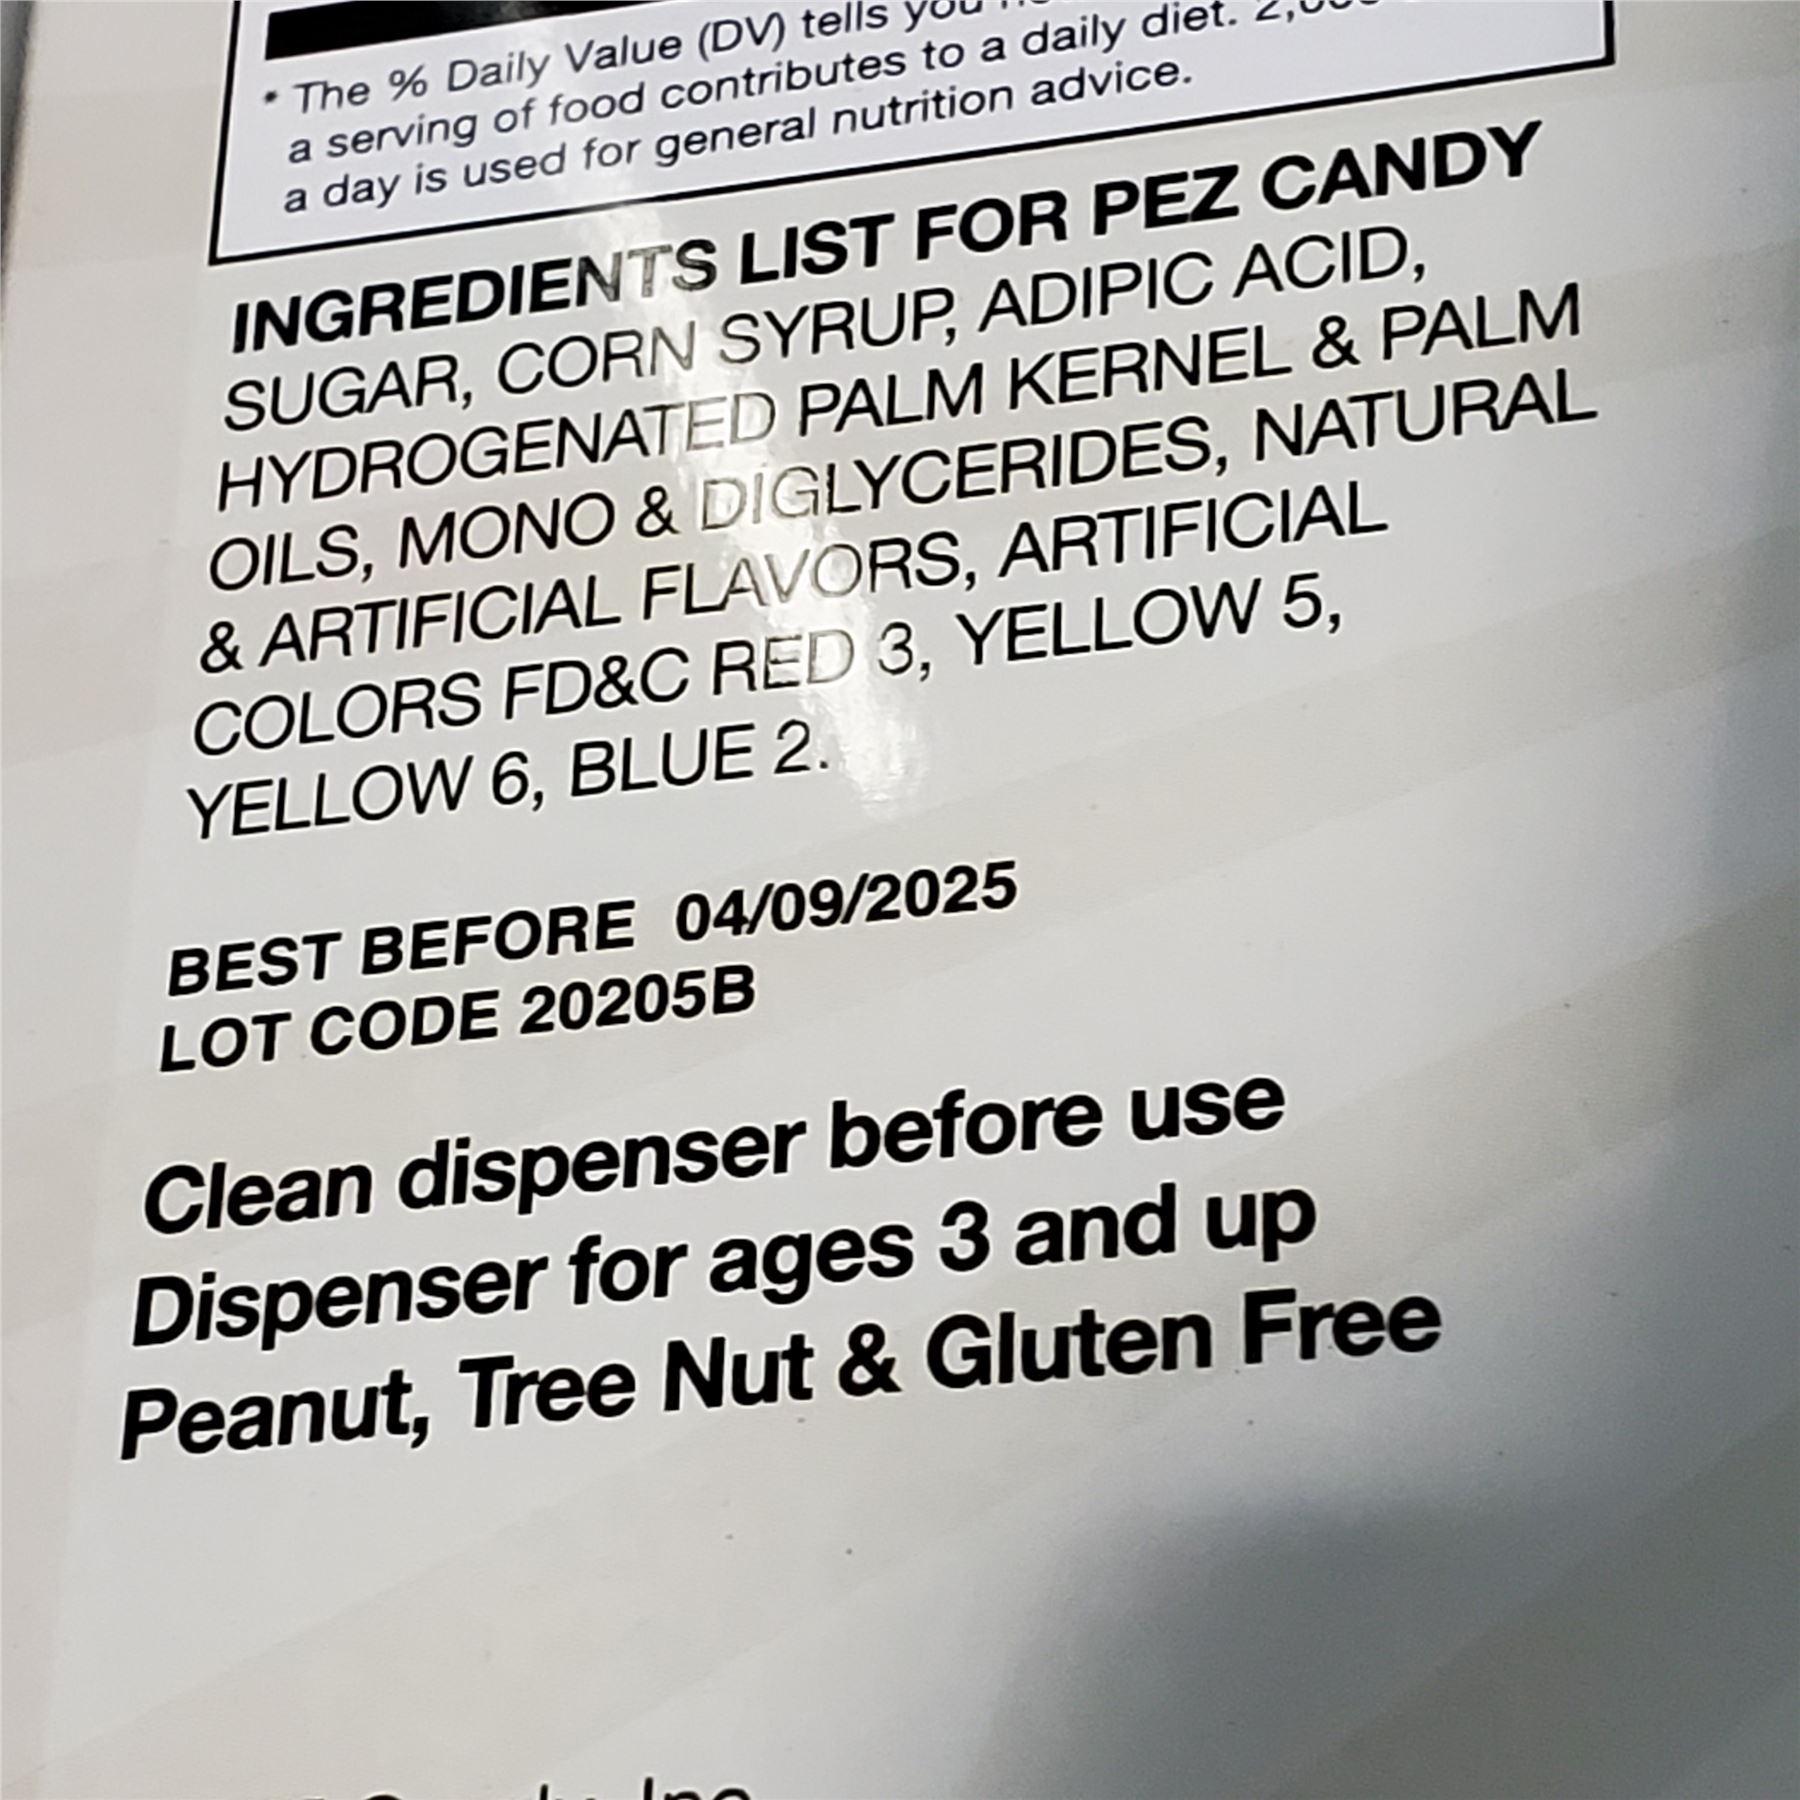 * The % Daily Value (DV) tells you
a serving of food contributes to a daily diet.
a day is used for general nutrition advice.
INGREDIENTS LIST FOR PEZ CANDY
SUGAR, CORN SYRUP, ADIPIC ACID,
HYDROGENATED PALM KERNEL & PALM
OILS, MONO & DIGLYCERIDES, NATURAL
& ARTIFICIAL FLAVORS, ARTIFICIAL
COLORS FD&C RED 3, YELLOW 5,
YELLOW 6, BLUE 2.
BEST BEFORE 04/09/2025
LOT CODE 20205B
Clean dispenser before use
Dispenser for ages 3 and up
Peanut, Tree Nut & Gluten Free